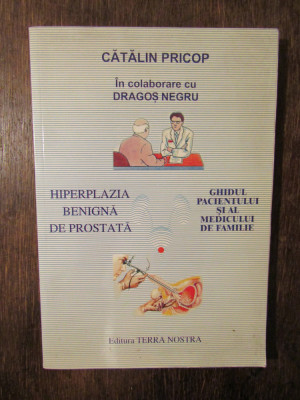 CĂTĂLIN PRICOP
În colaborare cu
DRAGOȘ NEGRU
HIPERPLAZIA
BENIGNĂ
DE PROSTATĂ
GHIDUL
PACIENTULUI
ȘI AL
MEDICULUI
DE FAMILIE
Editura TERRA NOSTRA